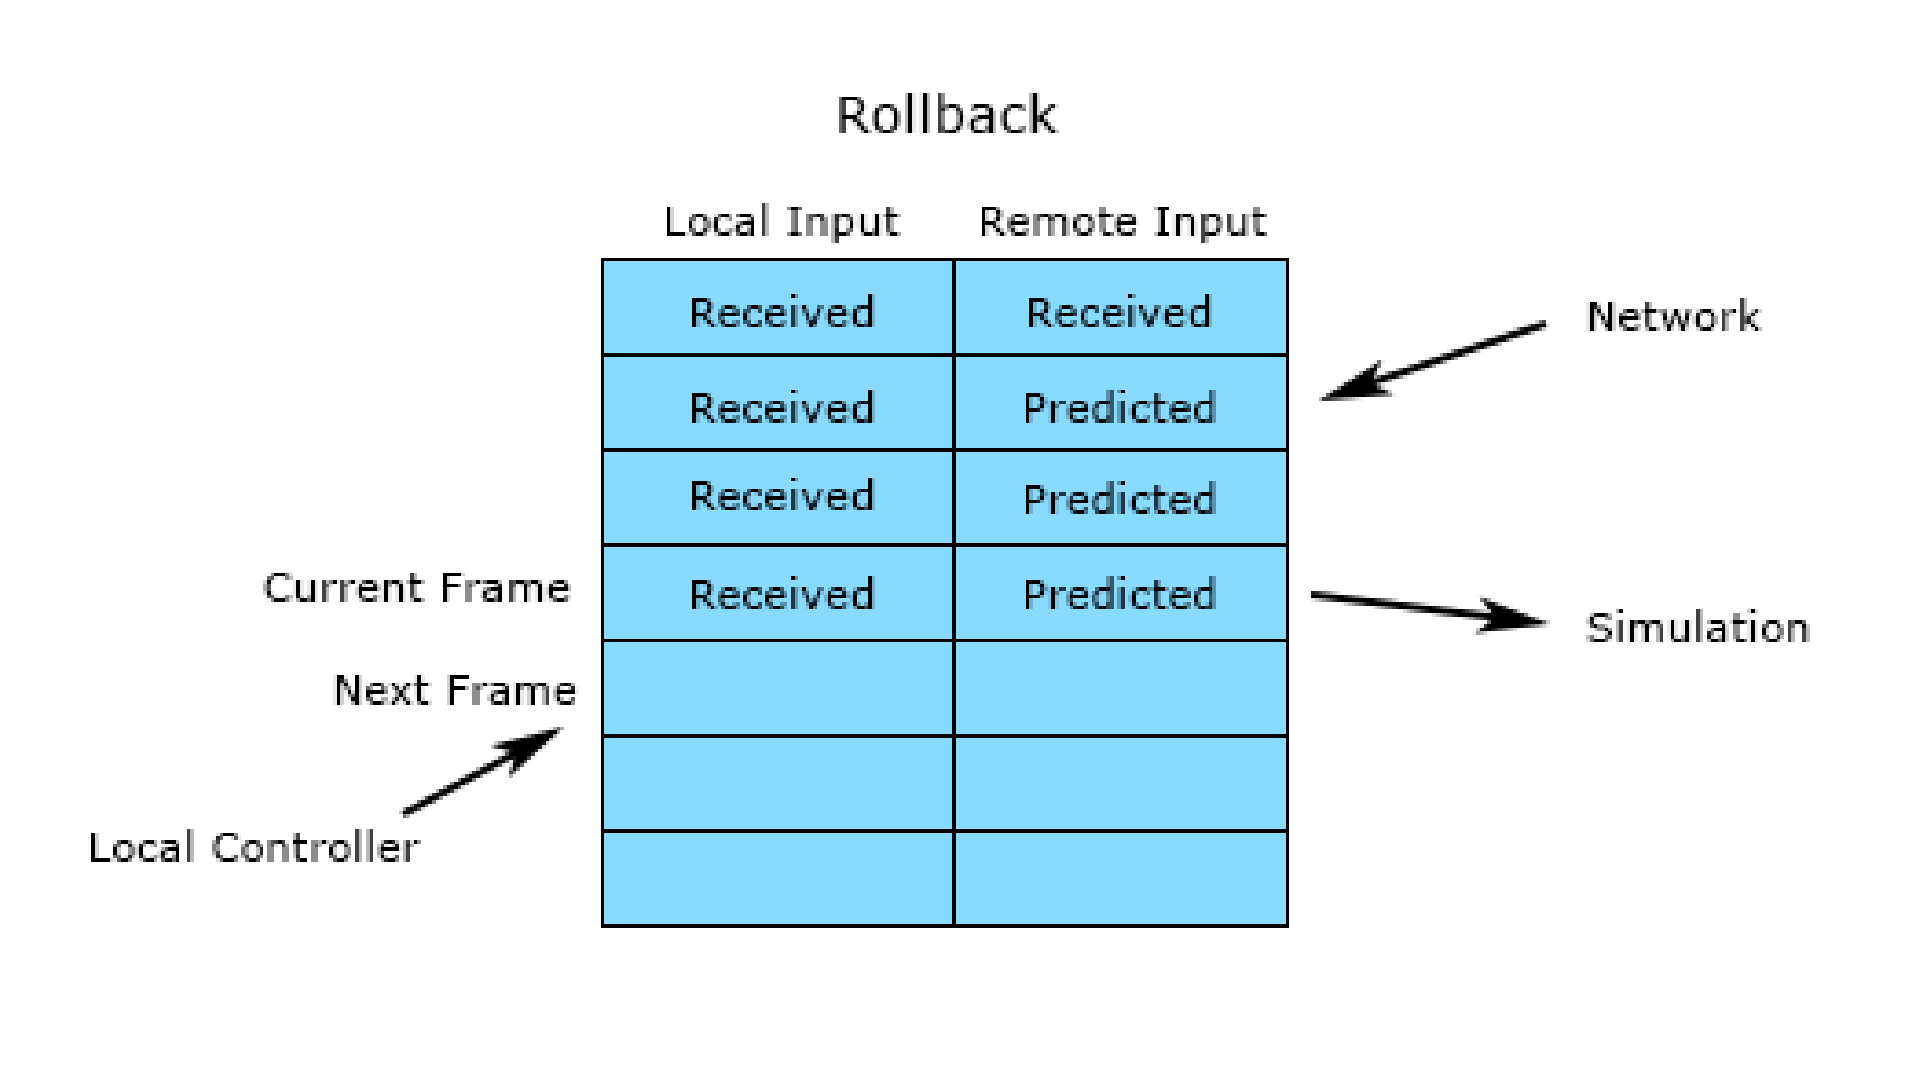 Rollback
Local Input Remote Input
Received Received
Network
Received Predicted
Received Predicted
Current Frame Received Predicted
Simulation
Next Frame
Local Controller